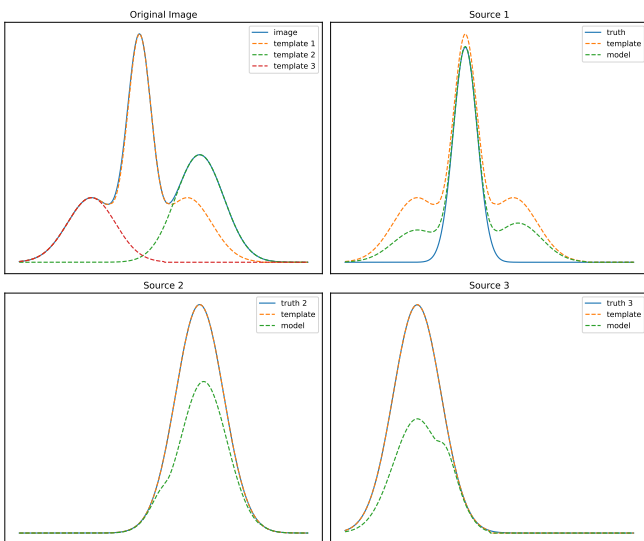 Original Image
image
template 1
template 2
template 3
Source 1
truth
template
model
Source 2
truth 2
template
model
Source 3
truth 3
template
model